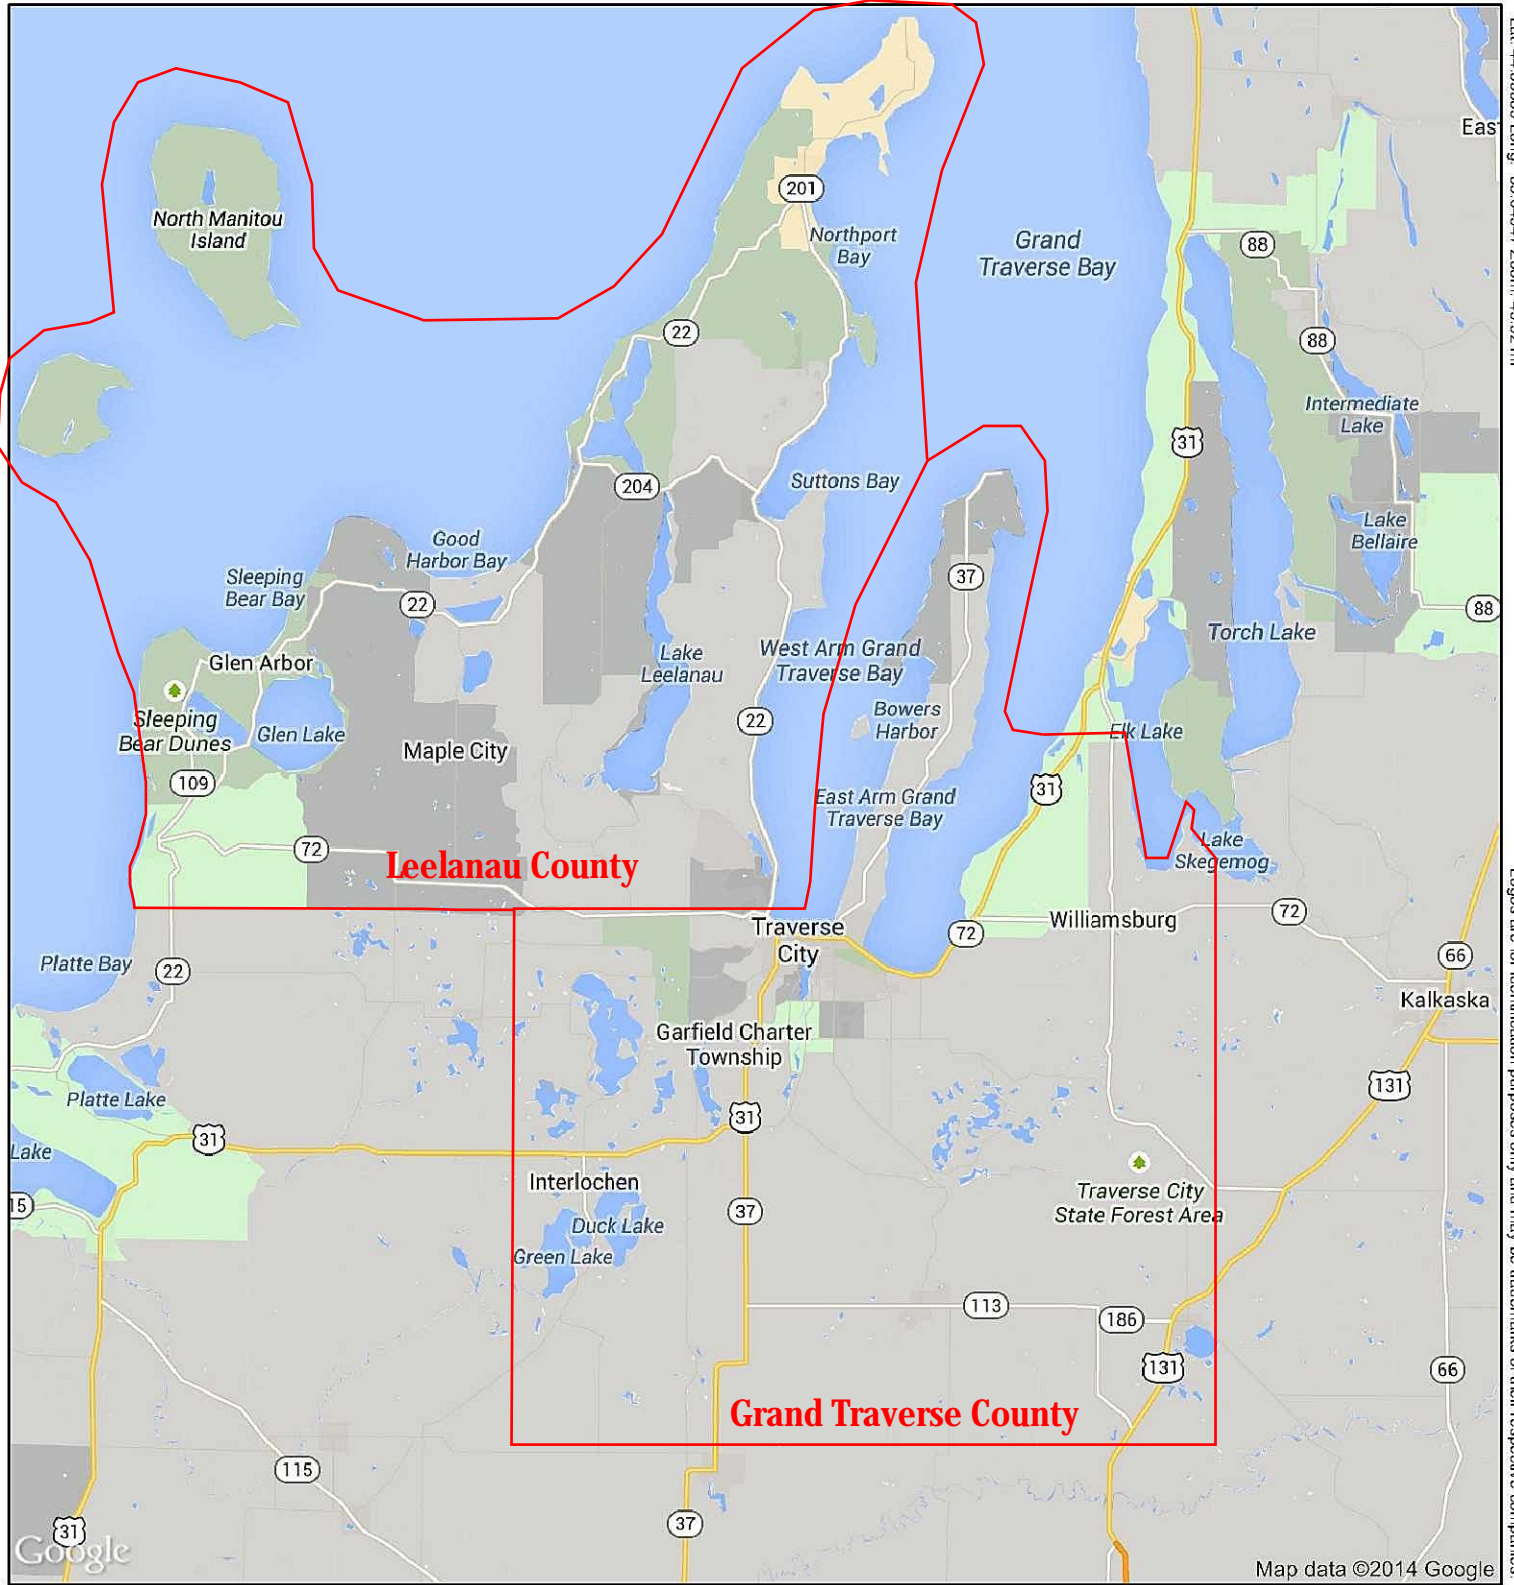 East
North Manitou
Island
201
Northport
Bay
Grand
Traverse Bay
88
22
88
Intermediate
Lake
31
204
Suttons Bay
Good
Harbor Bay
Lake
Bellaire
Sleeping
Bear Bay
22
37
88
Glen Arbor
Lake
Leelanau
West Arm Grand
Traverse Bay
Torch Lake
Sleeping
Bear Dunes
Glen Lake
Maple City
22
Bowers
Harbor
Elk Lake
109
31
East Arm Grand
Traverse Bay
72
Leelanau County
Lake
Skegemog
Traverse
City
72
Williamsburg
72
Platte Bay
22
66
Kalkaska
Garfield Charter
Township
Platte Lake
131
31
31
Lake
Interlochen
Traverse City
State Forest Area
15
37
Duck Lake
Green Lake
113
186
131
66
Grand Traverse County
115
31
37
Google
Map data ©2014 Google